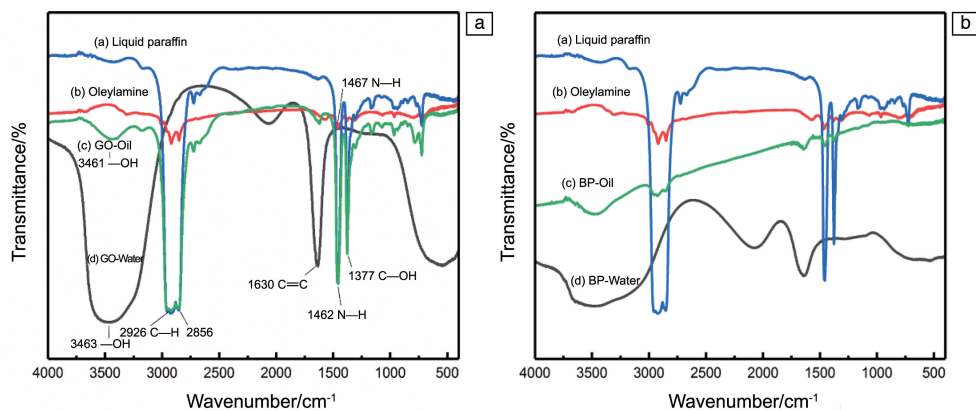 a
(a) Liquid paraffin
1467 N—H
(b) Oleylamine
(c) GO-Oil
3461 —OH
(d) GO-Water
1630 C═C
1377 C—OH
1462 N—H
2926 C—H
2856
3463 —OH
Transmittance/%
4000 3500 3000 2500 2000 1500 1000 500
Wavenumber/cm⁻¹
b
(a) Liquid paraffin
(b) Oleylamine
(c) BP-Oil
(d) BP-Water
Transmittance/%
4000 3500 3000 2500 2000 1500 1000 500
Wavenumber/cm⁻¹